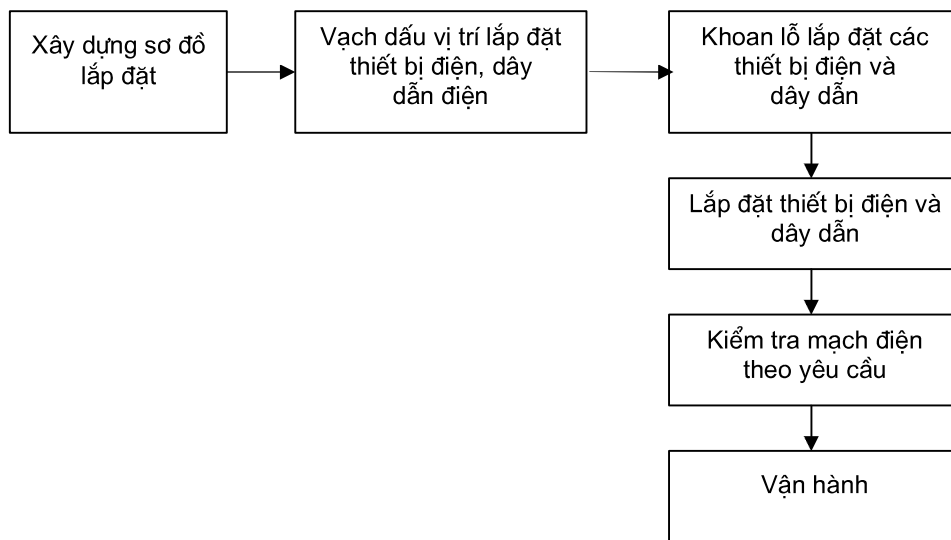 Xây dựng sơ đồ
lắp đặt
Vạch dấu vị trí lắp đặt
thiết bị điện, dây
dẫn điện
Khoan lỗ lắp đặt các
thiết bị điện và
dây dẫn
Lắp đặt thiết bị điện và
dây dẫn
Kiểm tra mạch điện
theo yêu cầu
Vận hành